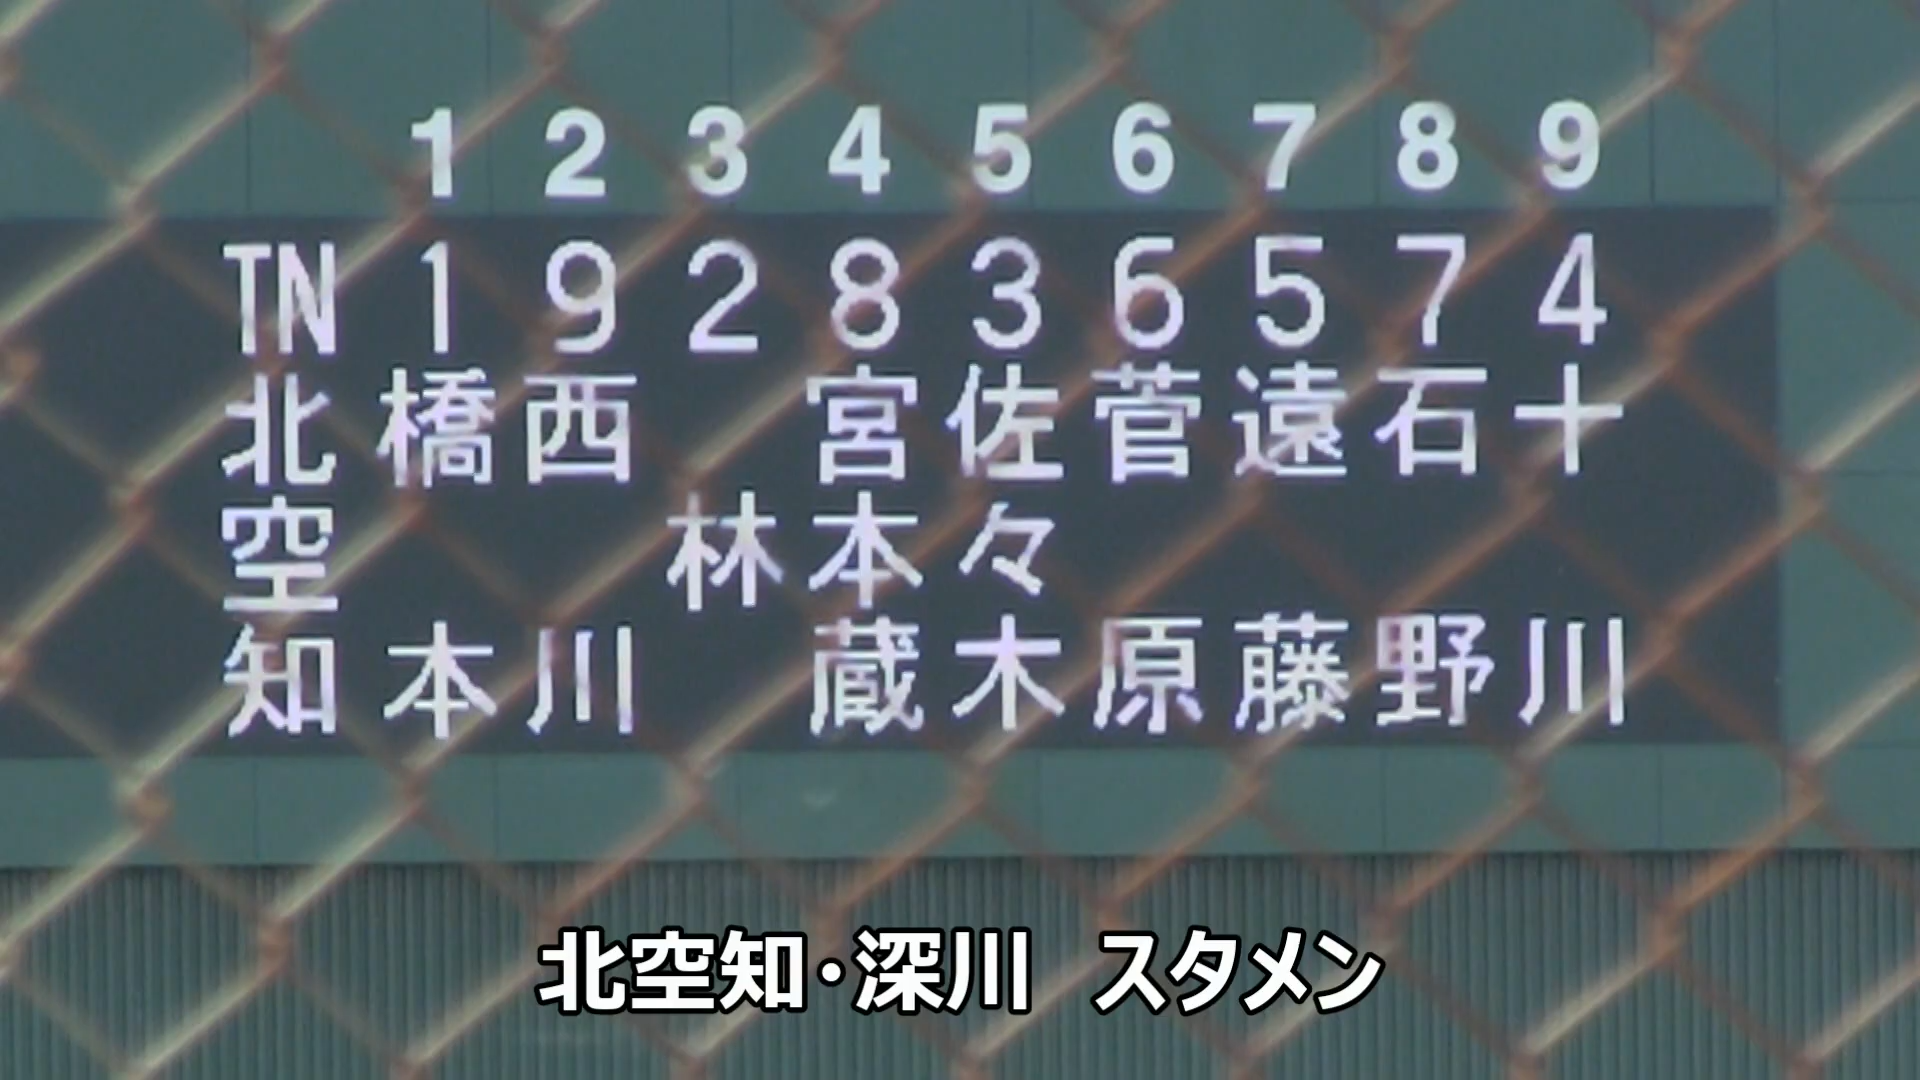 1 2 3 4 5 6 7 8 9
TN 1 9 2 8 3 6 5 7 4
北空知 橋本 西川 林 宮本蔵 佐々木 菅原 遠藤 石野 十川
北空知・深川 スタメン